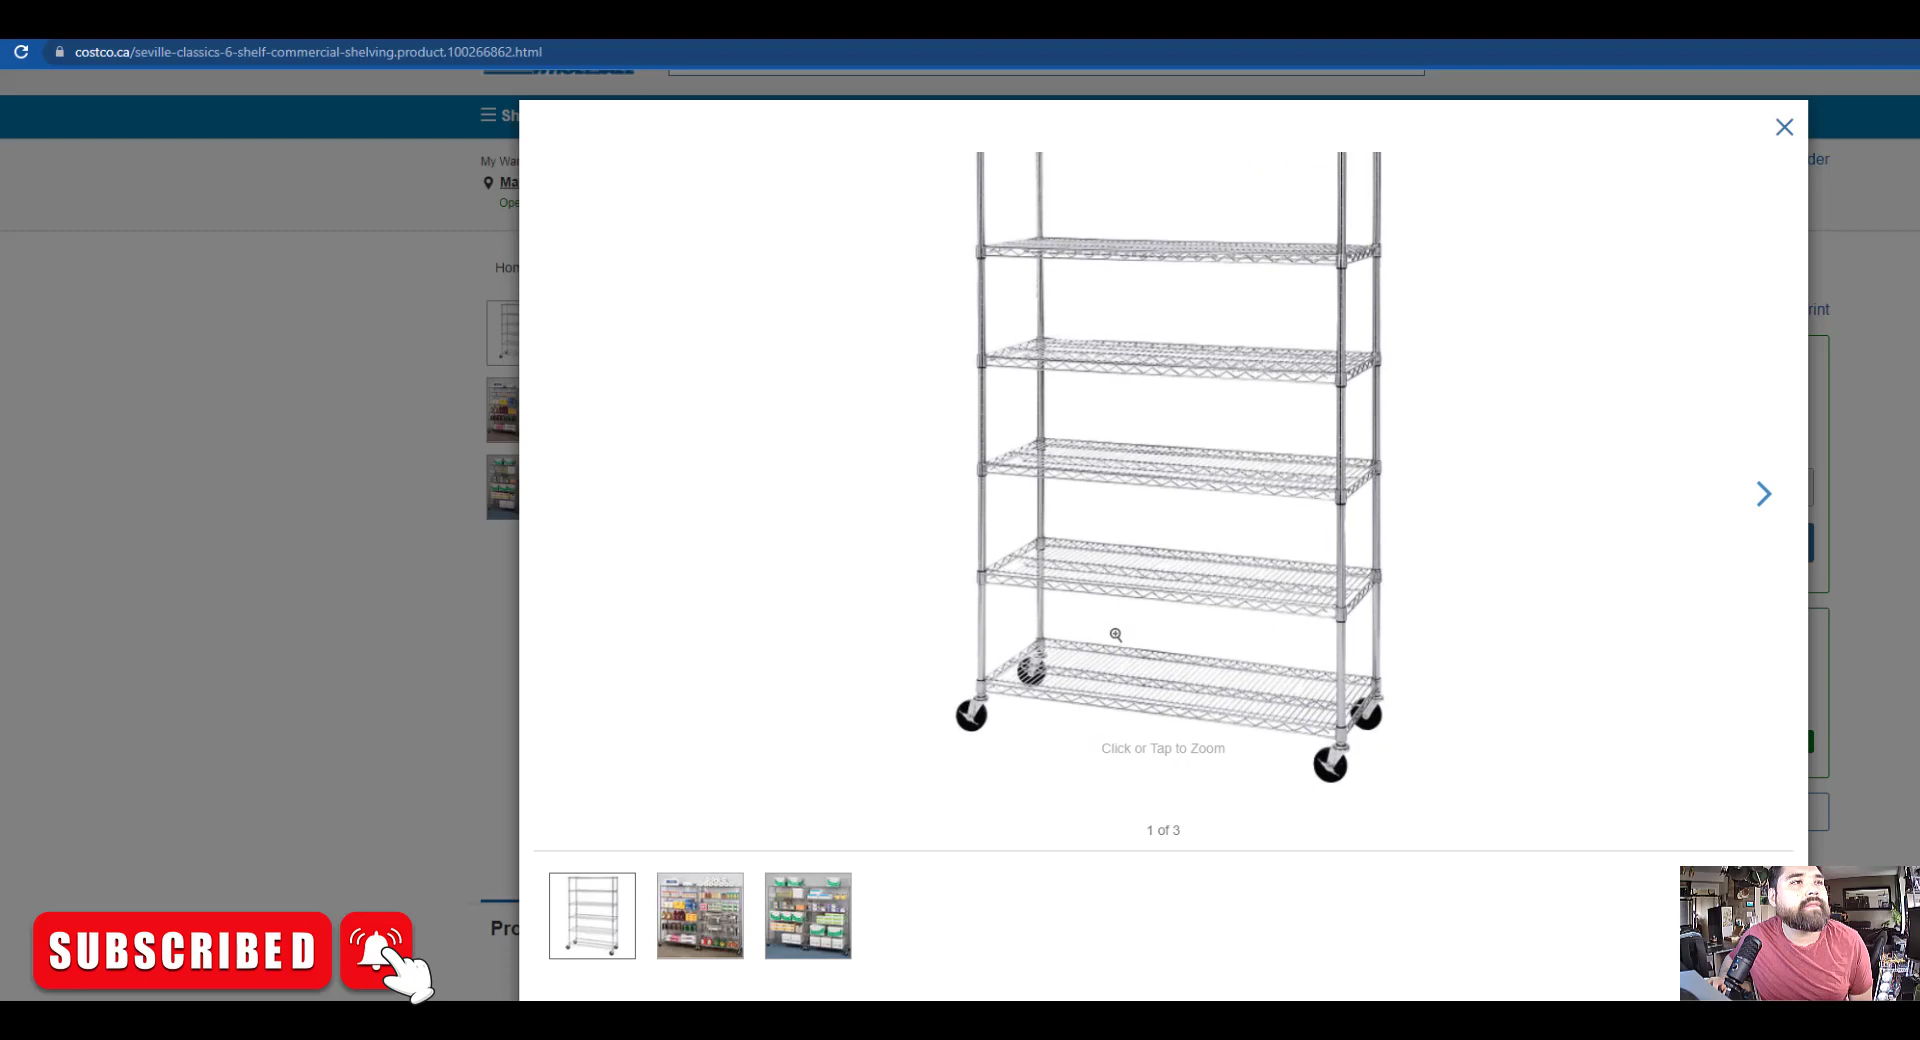 costco.ca/seville-classics-6-shelf-commercial-shelving.product.100266862.html
Sh
My War
der
Ma
Ope
Hom
rint
Click or Tap to Zoom
1 of 3
Pro
SUBSCRIBED